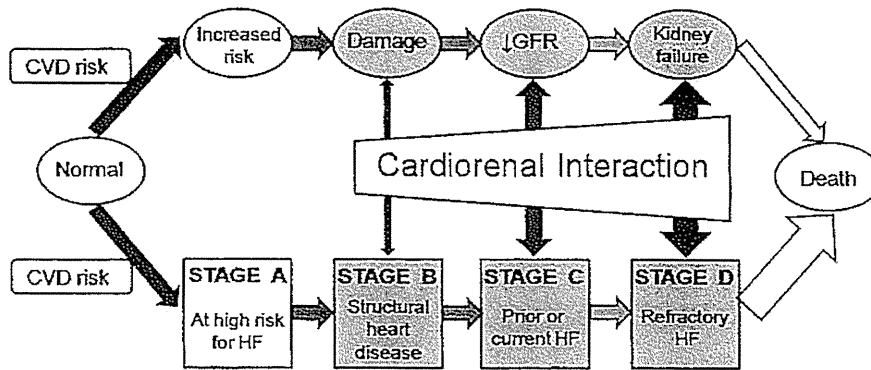 Increased
risk
Damage
↓GFR
Kidney
failure
CVD risk
Normal
Cardiorenal Interaction
Death
CVD risk
STAGE A
At high risk
for HF
STAGE B
Structural
heart
disease
STAGE C
Prior or
current HF
STAGE D
Refractory
HF